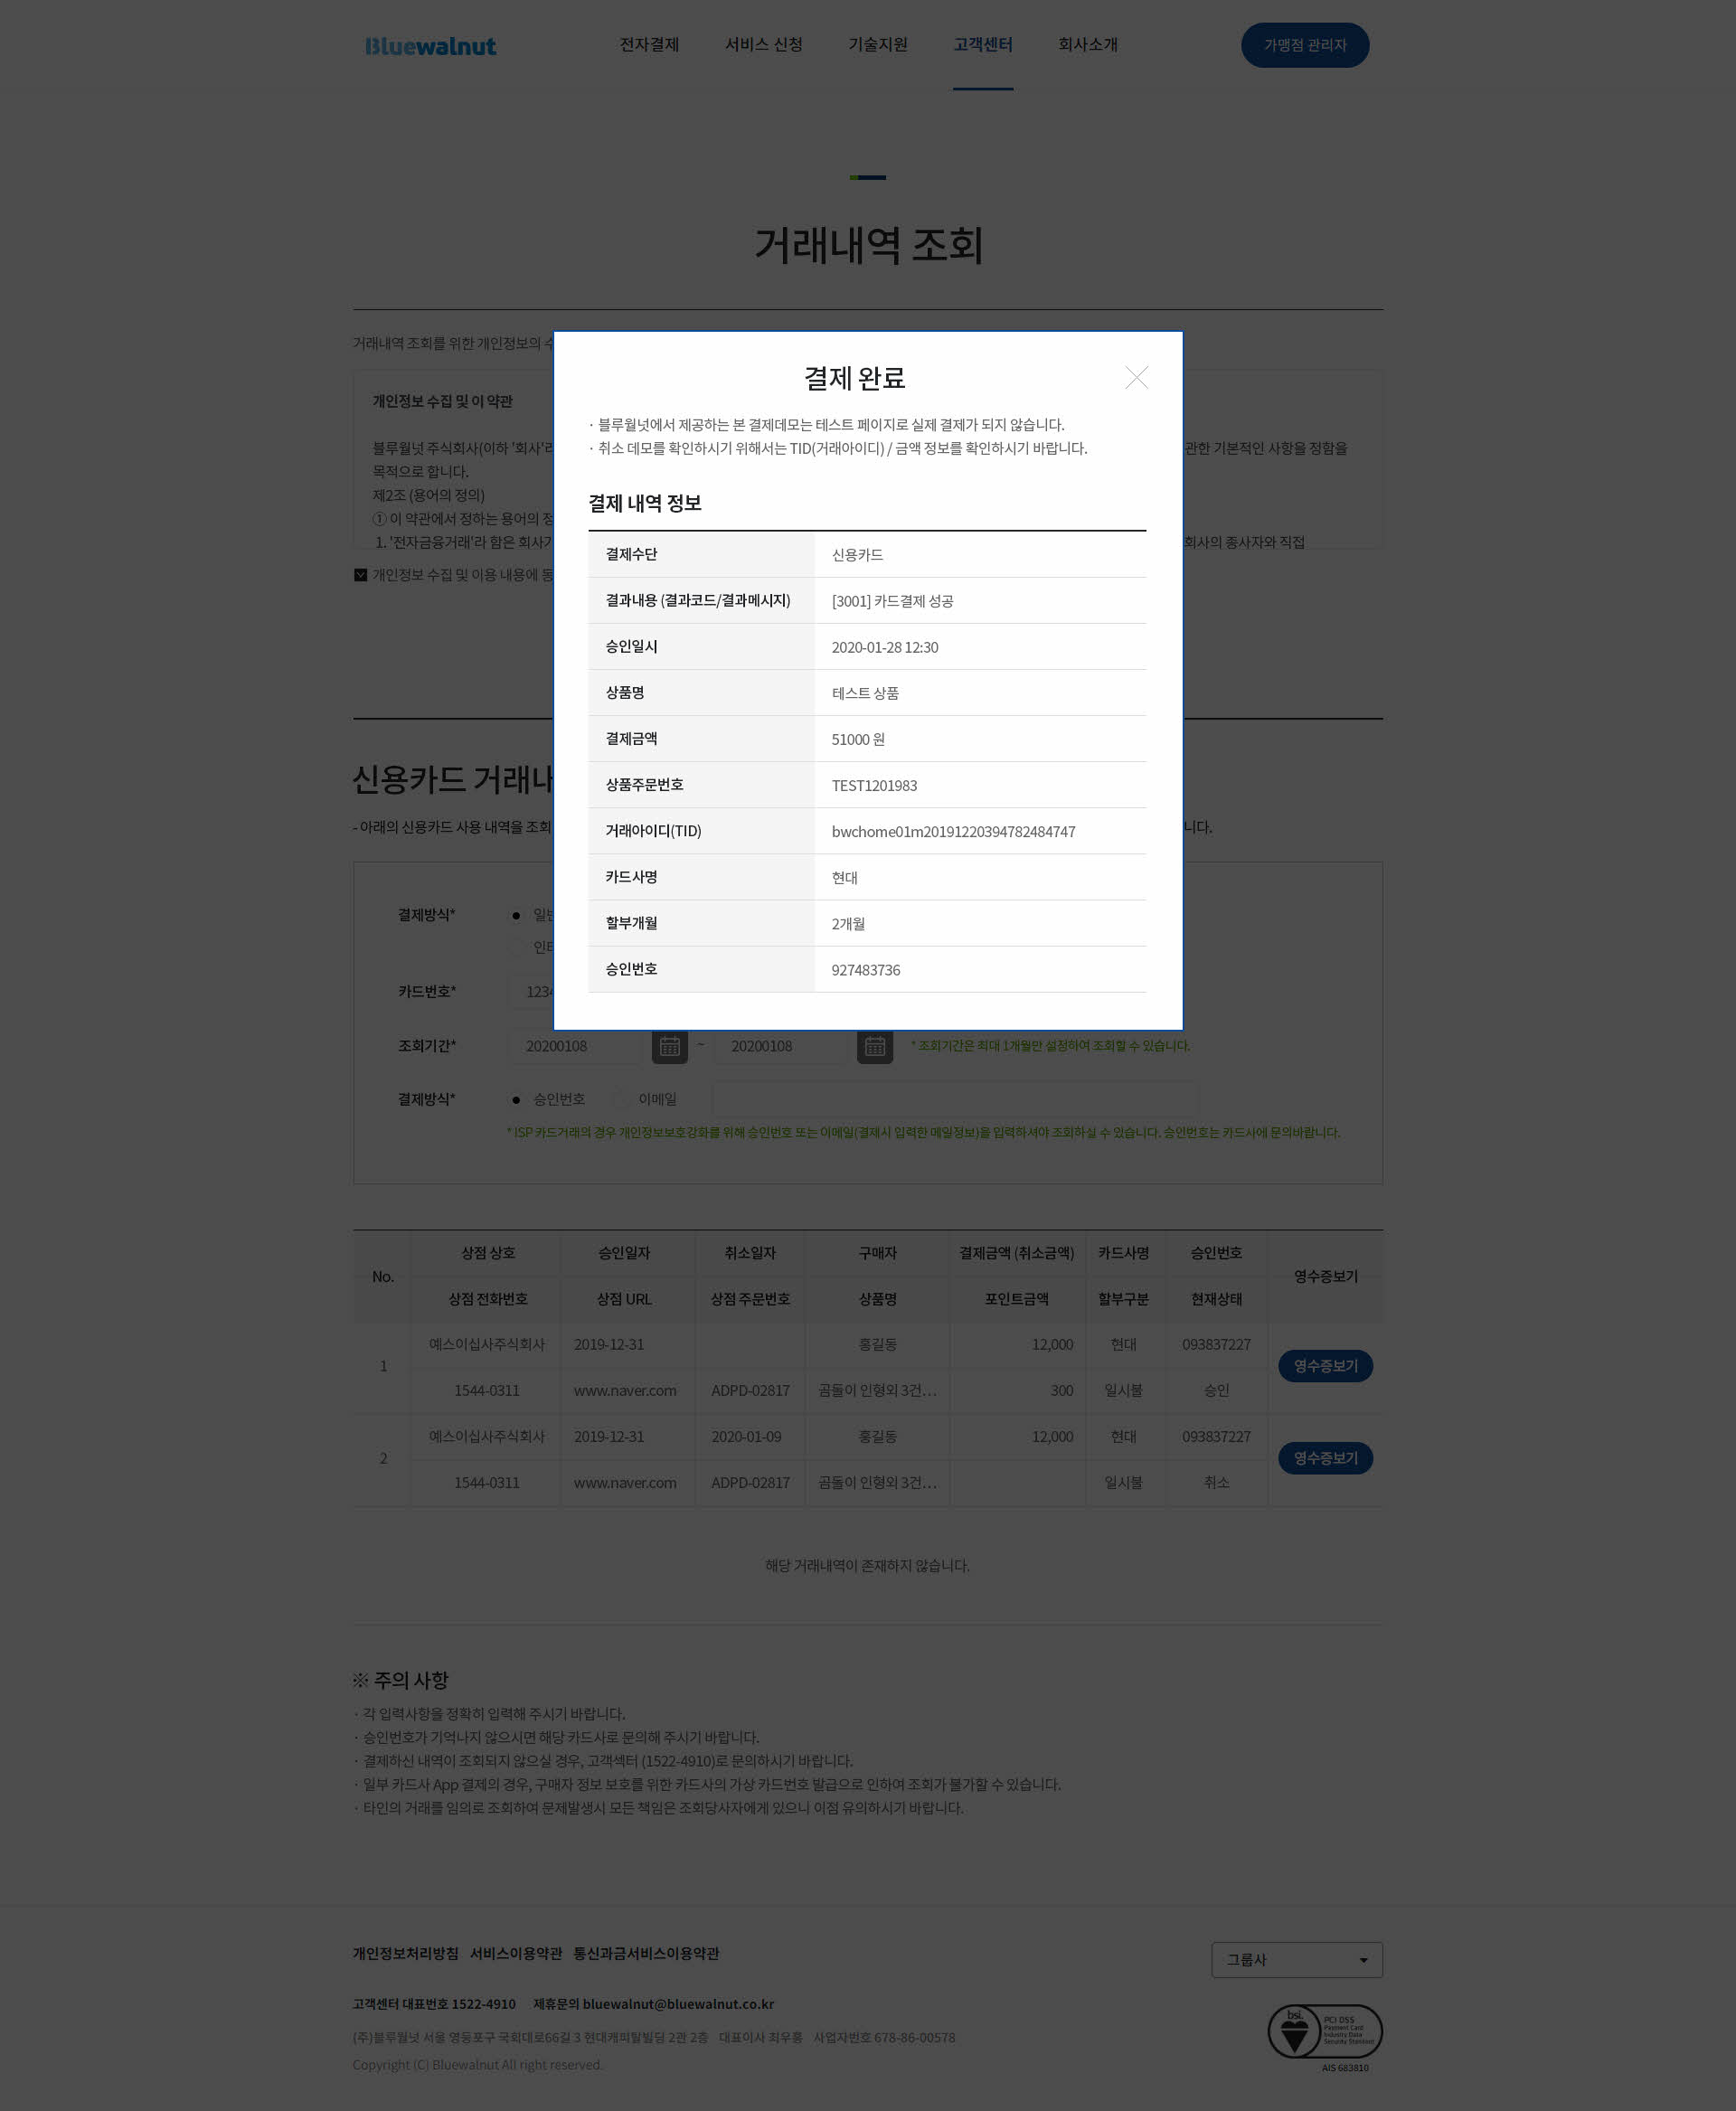 Bluewalnut
전자결제 서비스 신청 기술지원 고객센터 회사소개
가맹점 관리자
거래내역 조회
거래내역 조회를 위한 개인정보의
개인정보 수집 및 이 약관
블루월넛 주식회사(이하 '회사'
관한 기본적인 사항을 정함을
목적으로 합니다.
제2조 (용어의 정의)
① 이 약관에서 정하는 용어의
1. '전자금융거래'라 함은 회사가
회사의 종사자와 직접
개인정보 수집 및 이용 내용에
결제 완료
· 블루월넛에서 제공하는 본 결제데모는 테스트 페이지로 실제 결제가 되지 않습니다.
· 취소 데모를 확인하시기 위해서는 TID(거래아이디) / 금액 정보를 확인하시기 바랍니다.
결제 내역 정보
결제수단 신용카드
결과내용 (결과코드/결과메시지) [3001] 카드결제 성공
승인일시 2020-01-28 12:30
상품명 테스트 상품
결제금액 51000 원
상품주문번호 TEST1201983
거래아이디(TID) bwchome01m20191220394782484747
카드사명 현대
할부개월 2개월
승인번호 927483736
신용카드
- 아래의 신용카드 사용 내역을 조회
니다.
결제방식*
카드번호* 1234
조회기간* 20200108 ~ 20200108 * 조회기간은 최대 1개월만 설정하여 조회할 수 있습니다.
결제방식* 승인번호 이메일
* ISP 카드거래의 경우 개인정보보호강화를 위해 승인번호 또는 이메일(결제시 입력한 메일정보)을 입력하셔야 조회하실 수 있습니다. 승인번호는 카드사에 문의바랍니다.
No. 상점 상호 승인일자 취소일자 구매자 결제금액 (취소금액) 카드사명 승인번호 영수증보기
상점 전화번호 상점 URL 상점 주문번호 상품명 포인트금액 할부구분 현재상태
1 예스이십사주식회사 2019-12-31 홍길동 12,000 현대 093837227 영수증보기
1544-0311 www.naver.com ADPD-02817 곰돌이 인형외 3건… 300 일시불 승인
2 예스이십사주식회사 2019-12-31 2020-01-09 홍길동 12,000 현대 093837227 영수증보기
1544-0311 www.naver.com ADPD-02817 곰돌이 인형외 3건… 일시불 취소
해당 거래내역이 존재하지 않습니다.
※ 주의 사항
· 각 입력사항을 정확히 입력해 주시기 바랍니다.
· 승인번호가 기억나지 않으시면 해당 카드사로 문의해 주시기 바랍니다.
· 결제하신 내역이 조회되지 않으실 경우, 고객섹터 (1522-4910)로 문의하시기 바랍니다.
· 일부 카드사 App 결제의 경우, 구매자 정보 보호를 위한 카드사의 가상 카드번호 발급으로 인하여 조회가 불가할 수 있습니다.
· 타인의 거래를 임의로 조회하여 문제발생시 모든 책임은 조회당사자에게 있으니 이점 유의하시기 바랍니다.
개인정보처리방침 서비스이용약관 통신과금서비스이용약관
그룹사
고객센터 대표번호 1522-4910 제휴문의 bluewalnut@bluewalnut.co.kr
(주)블루월넛 서울 영등포구 국회대로66길 3 현대캐피탈빌딩 2관 2층 대표이사 최우홍 사업자번호 678-86-00578
Copyright (C) Bluewalnut All right reserved.
bsi.
PCI DSS
Payment Card
Industry Data
Security Standard
AIS 683810